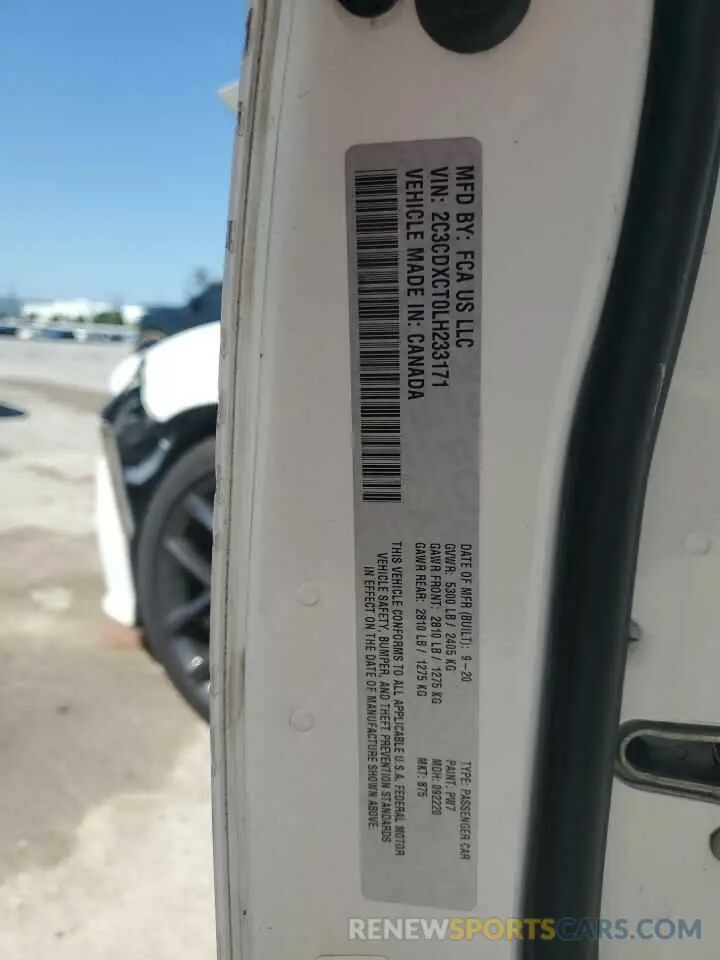 MFD BY: FCA US LLC
VIN: 2C3CDXCT0LH233171
VEHICLE MADE IN: CANADA
DATE OF MFR (BUILT): 9-20
GVWR: 5300 LB / 2405 KG
GAWR FRONT: 2810 LB / 1275 KG
GAWR REAR: 2810 LB / 1275 KG
TYPE: PASSENGER CAR
PAINT: PW7
MDH: 092220
MKT: 875
THIS VEHICLE CONFORMS TO ALL APPLICABLE U.S.A. FEDERAL MOTOR
VEHICLE SAFETY, BUMPER, AND THEFT PREVENTION STANDARDS
IN EFFECT ON THE DATE OF MANUFACTURE SHOWN ABOVE.
RENEWSPORTSCARS.COM